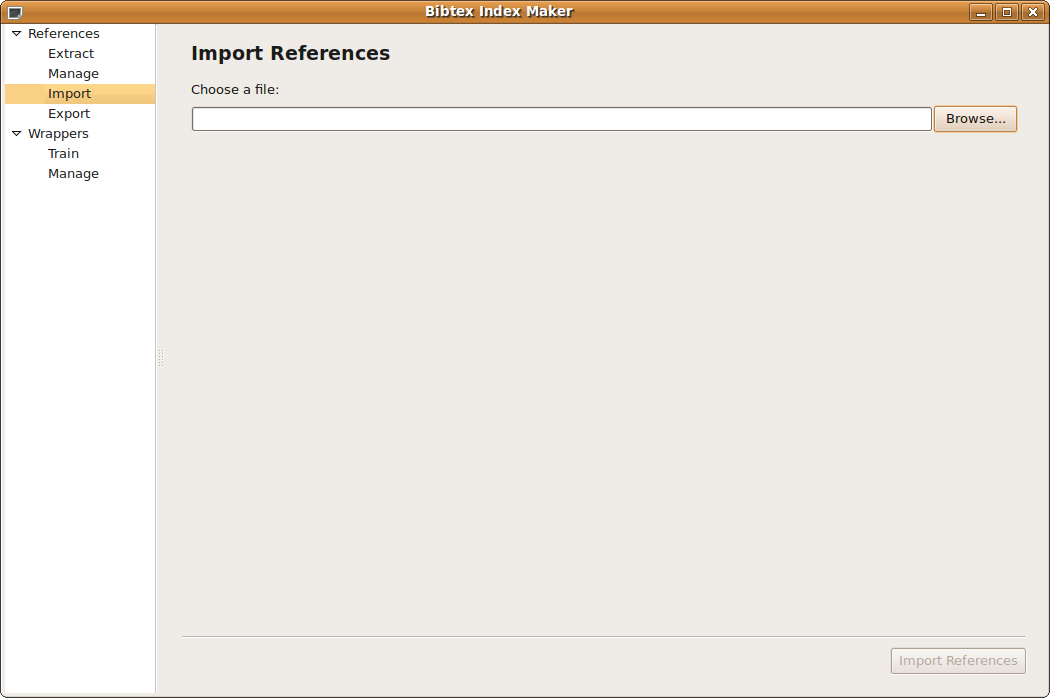 Bibtex Index Maker
References
Extract
Manage
Import
Export
Wrappers
Train
Manage
Import References
Choose a file:
Browse...
Import References